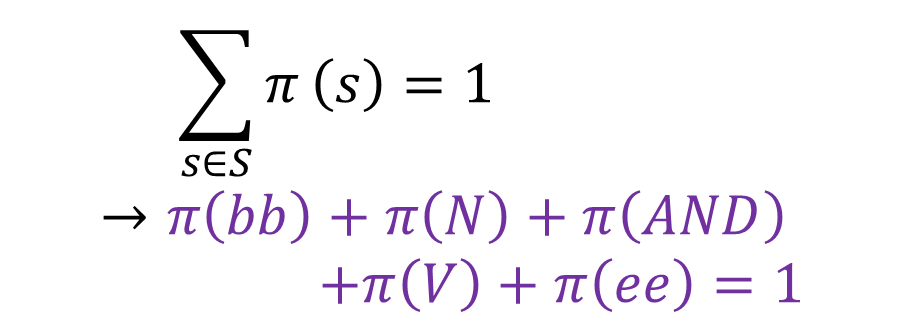 ∑ π (s) = 1
s∈S
→ π(bb) + π(N) + π(AND)
+π(V) + π(ee) = 1